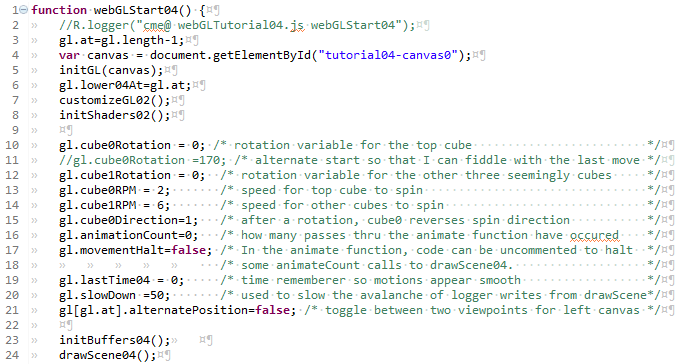 1 function webGLStart04() {
2 //R.logger("cme@ webGLTutorial04.js webGLStart04");
3 gl.at=gl.length-1;
4 var canvas = document.getElementById("tutorial04-canvas0");
5 initGL(canvas);
6 gl.lower04At=gl.at;
7 customizeGL02();
8 initShaders02();
9
10 gl.cube0Rotation = 0; /* rotation variable for the top cube */
11 //gl.cube0Rotation =170; /* alternate start so that I can fiddle with the last move */
12 gl.cube1Rotation = 0; /* rotation variable for the other three seemingly cubes */
13 gl.cube0RPM = 2; /* speed for top cube to spin */
14 gl.cube1RPM = 6; /* speed for other cubes to spin */
15 gl.cube0Direction=1; /* after a rotation, cube0 reverses spin direction */
16 gl.animationCount=0; /* how many passes thru the animate function have occured */
17 gl.movementHalt=false; /* In the animate function, code can be uncommented to halt */
18 /* some animateCount calls to drawScene04. */
19 gl.lastTime04 = 0; /* time rememberer so motions appear smooth */
20 gl.slowDown =50; /* used to slow the avalanche of logger writes from drawScene*/
21 gl[gl.at].alternatePosition=false; /* toggle between two viewpoints for left canvas */
22
23 initBuffers04();
24 drawScene04();